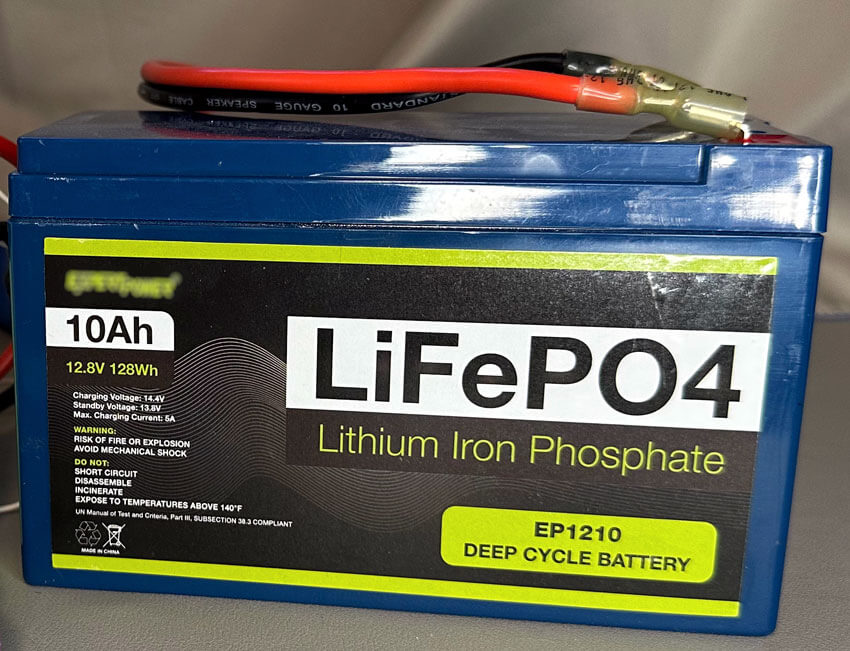 STANDARD 10 GAUGE SPEAKER CABLE
10Ah
12.8V 128Wh
Charging Voltage: 14.4V
Standby Voltage: 13.8V
Max. Charging Current: 5A
WARNING:
RISK OF FIRE OR EXPLOSION
AVOID MECHANICAL SHOCK
DO NOT:
SHORT CIRCUIT
DISASSEMBLE
INCINERATE
EXPOSE TO TEMPERATURES ABOVE 140°F
UN Manual of Test and Criteria, Part III, SUBSECTION 38.3 COMPLIANT
MADE IN CHINA
LiFePO4
Lithium Iron Phosphate
EP1210
DEEP CYCLE BATTERY